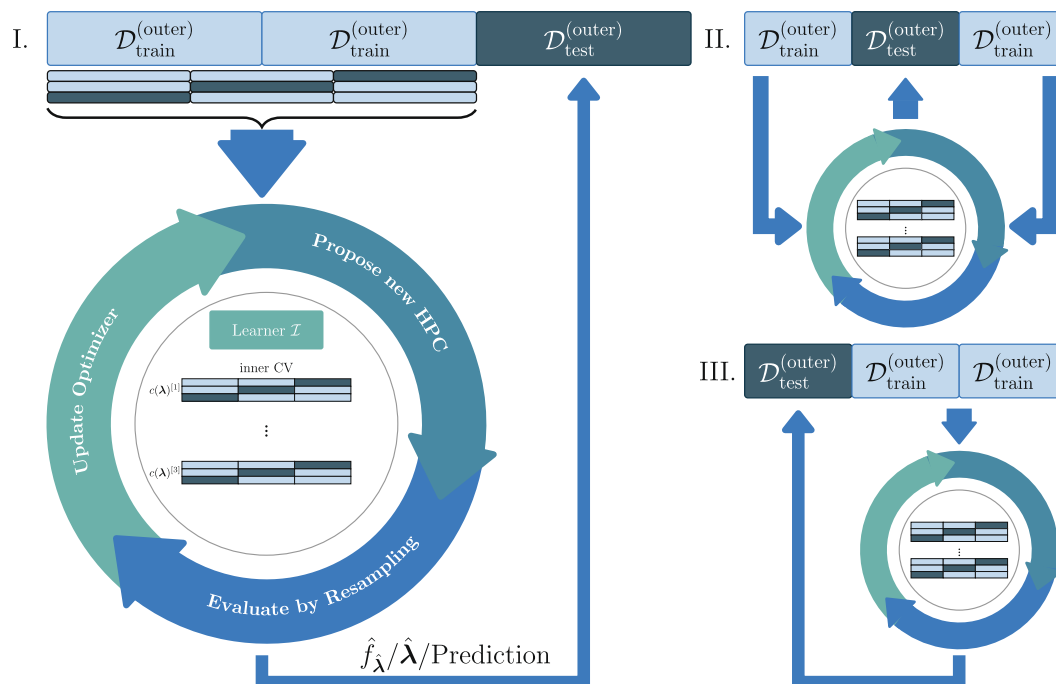 I.
𝒟_train^(outer)
𝒟_train^(outer)
𝒟_test^(outer)
Propose new HPC
Evaluate by Resampling
Update Optimizer
Learner ℐ
inner CV
c(𝝀)^[1]
⋮
c(𝝀)^[3]
f̂_𝝀̂/𝝀̂/Prediction
II.
𝒟_train^(outer)
𝒟_test^(outer)
𝒟_train^(outer)
⋮
III.
𝒟_test^(outer)
𝒟_train^(outer)
𝒟_train^(outer)
⋮